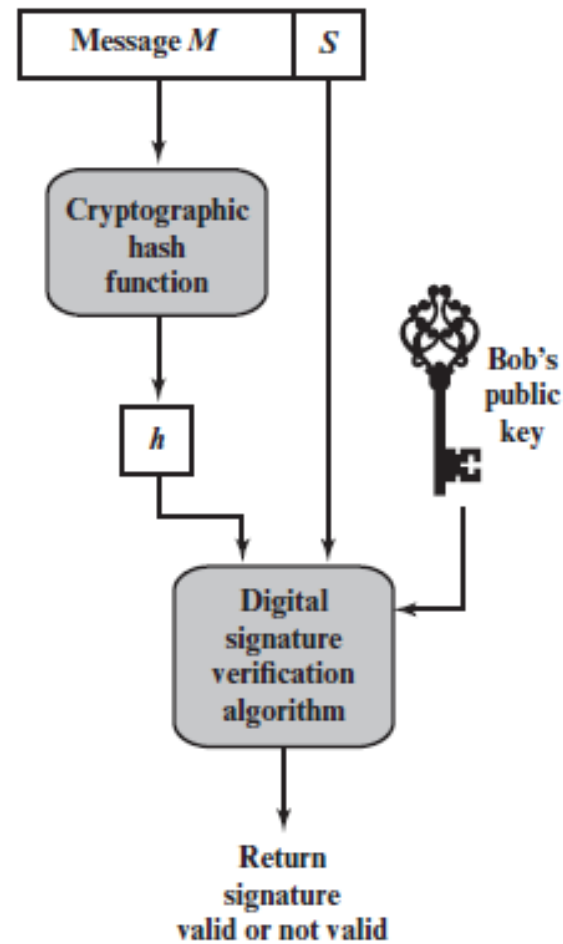 Message M
S
Cryptographic
hash
function
h
Bob's
public
key
Digital
signature
verification
algorithm
Return
signature
valid or not valid